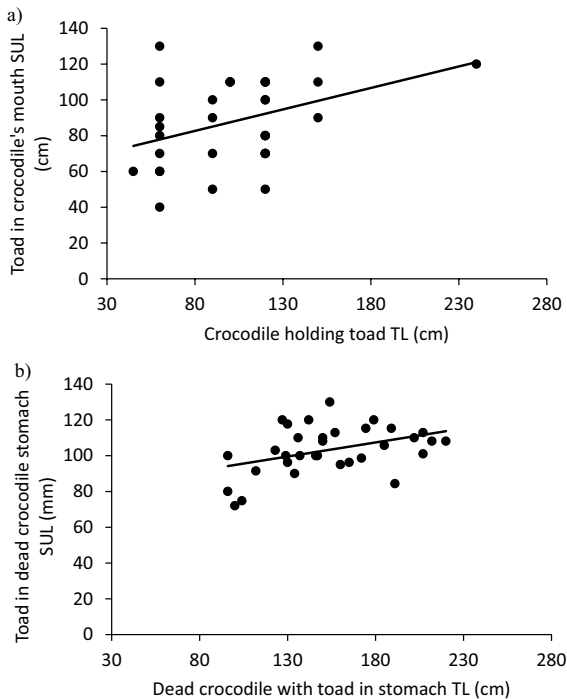 a)
140
120
100
80
60
40
20
0
30 80 130 180 230 280
Toad in crocodile's mouth SUL
(cm)
Crocodile holding toad TL (cm)
b)
140
120
100
80
60
40
20
0
30 80 130 180 230 280
Toad in dead crocodile stomach
SUL (mm)
Dead crocodile with toad in stomach TL (cm)